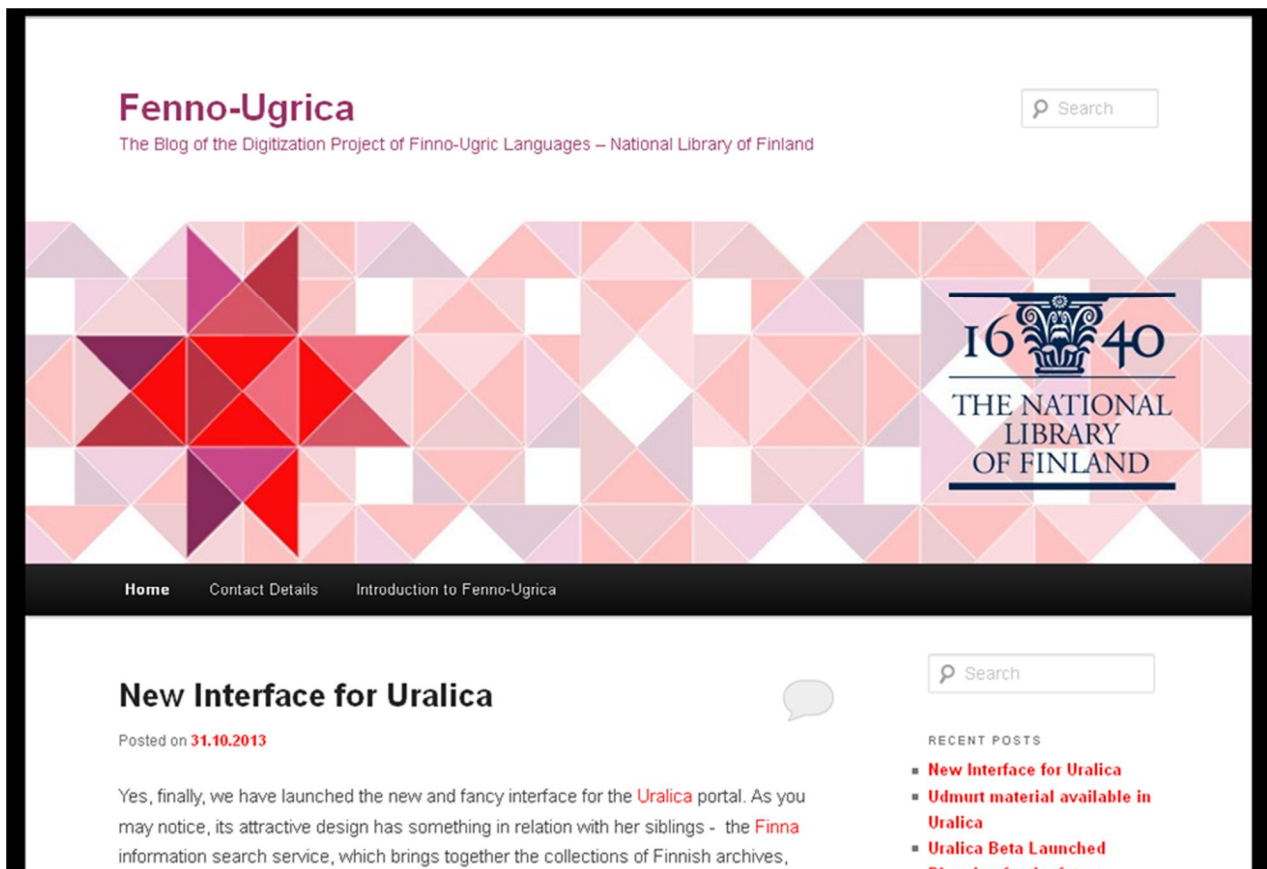 Fenno-Ugrica
Search
The Blog of the Digitization Project of Finno-Ugric Languages – National Library of Finland
1640
THE NATIONAL
LIBRARY
OF FINLAND
Home Contact Details Introduction to Fenno-Ugrica
New Interface for Uralica
Posted on 31.10.2013
Yes, finally, we have launched the new and fancy interface for the Uralica portal. As you
may notice, its attractive design has something in relation with her siblings - the Finna
information search service, which brings together the collections of Finnish archives,
Search
RECENT POSTS
New Interface for Uralica
Udmurt material available in
Uralica
Uralica Beta Launched